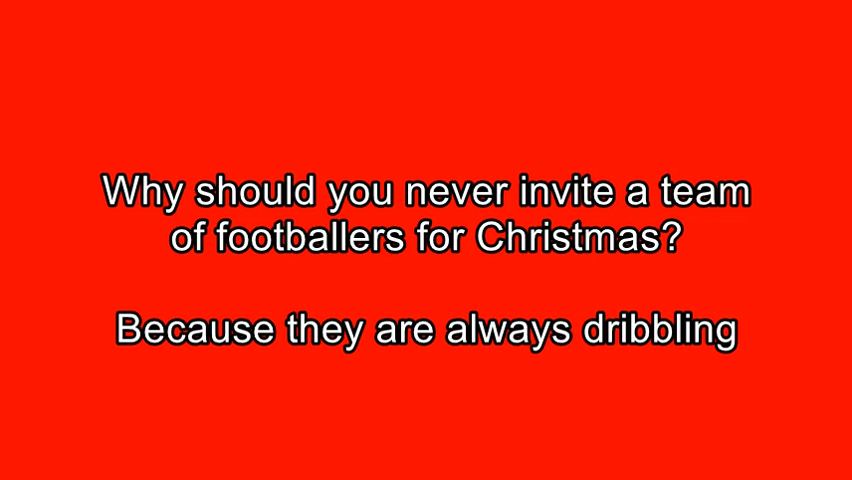 Why should you never invite a team
of footballers for Christmas?
Because they are always dribbling